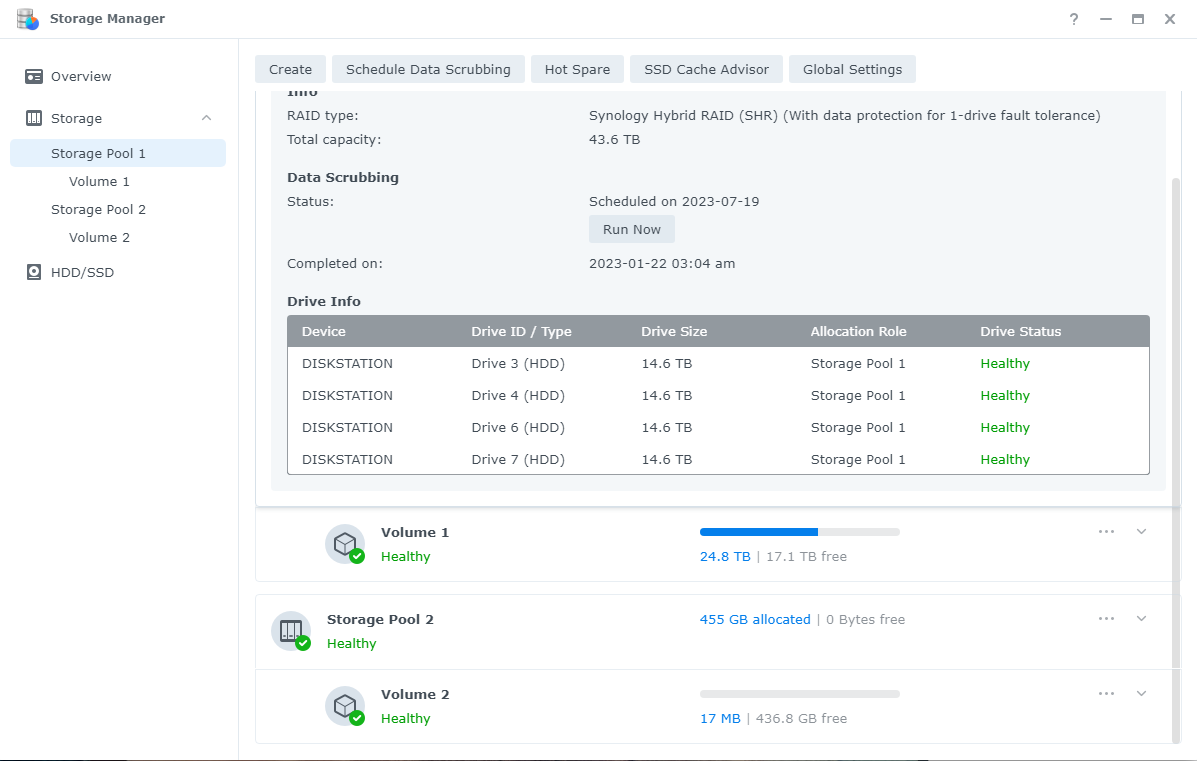 Storage Manager
?
Overview
Storage
Storage Pool 1
Volume 1
Storage Pool 2
Volume 2
HDD/SSD
Create
Schedule Data Scrubbing
Hot Spare
SSD Cache Advisor
Global Settings
Info
RAID type: Synology Hybrid RAID (SHR) (With data protection for 1-drive fault tolerance)
Total capacity: 43.6 TB
Data Scrubbing
Status: Scheduled on 2023-07-19
Run Now
Completed on: 2023-01-22 03:04 am
Drive Info
Device Drive ID / Type Drive Size Allocation Role Drive Status
DISKSTATION Drive 3 (HDD) 14.6 TB Storage Pool 1 Healthy
DISKSTATION Drive 4 (HDD) 14.6 TB Storage Pool 1 Healthy
DISKSTATION Drive 6 (HDD) 14.6 TB Storage Pool 1 Healthy
DISKSTATION Drive 7 (HDD) 14.6 TB Storage Pool 1 Healthy
Volume 1
Healthy
24.8 TB | 17.1 TB free
Storage Pool 2
Healthy
455 GB allocated | 0 Bytes free
Volume 2
Healthy
17 MB | 436.8 GB free